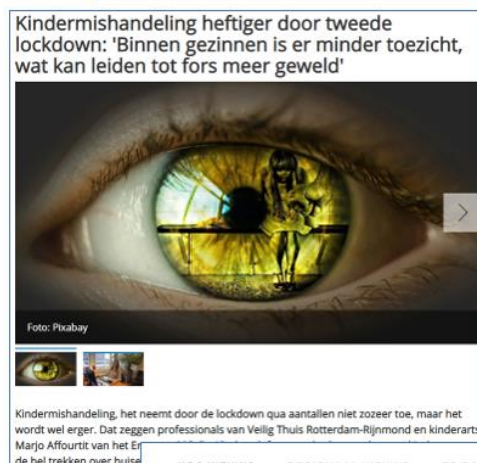 Kindermishandeling heftiger door tweede
lockdown: 'Binnen gezinnen is er minder toezicht,
wat kan leiden tot fors meer geweld'
Foto: Pixabay
Kindermishandeling, het neemt door de lockdown qua aantallen niet zozeer toe, maar het
wordt wel erger. Dat zeggen professionals van Veilig Thuis Rotterdam-Rijnmond en kinderarts
Marjo Affourtit van het
de bel trekken over